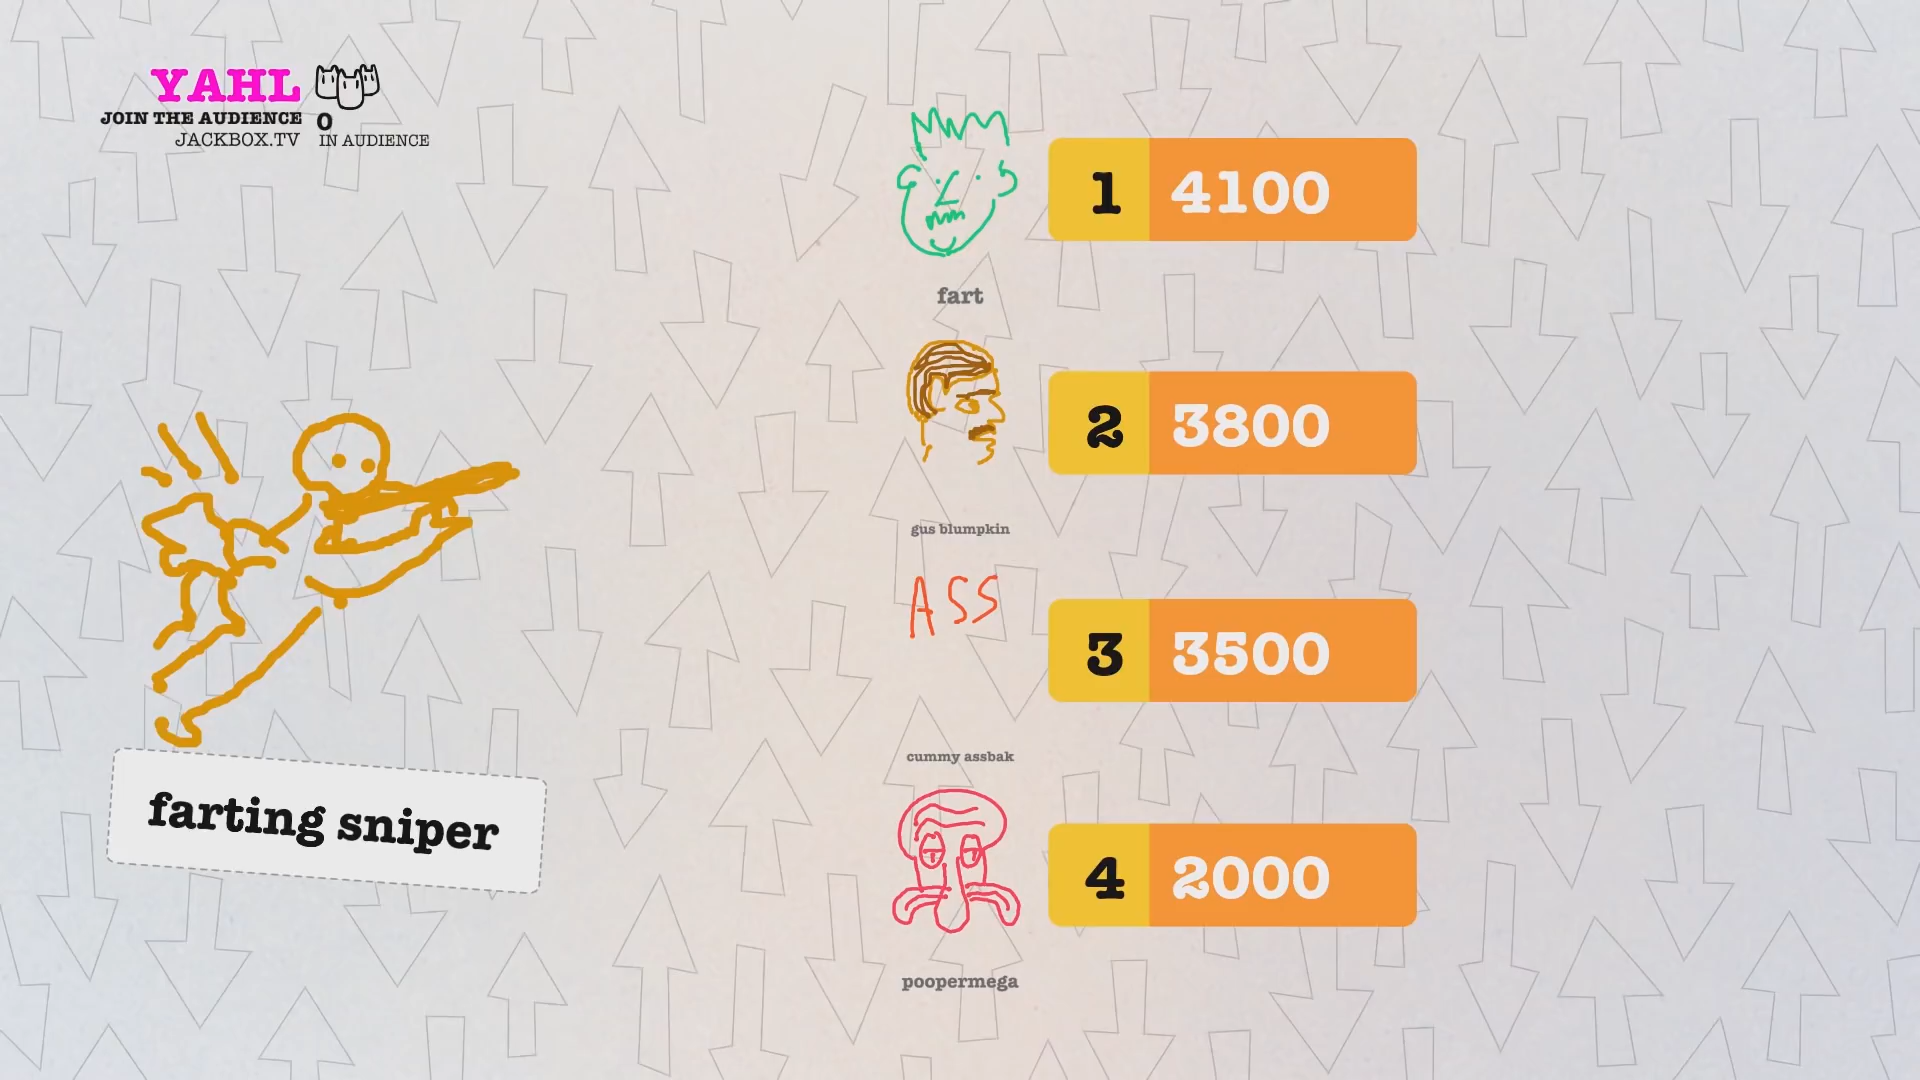 YAHL
JOIN THE AUDIENCE
JACKBOX.TV
0
IN AUDIENCE
farting sniper
1 4100
fart
2 3800
gus blumpkin
ASS
3 3500
cummy assbak
4 2000
poopermega